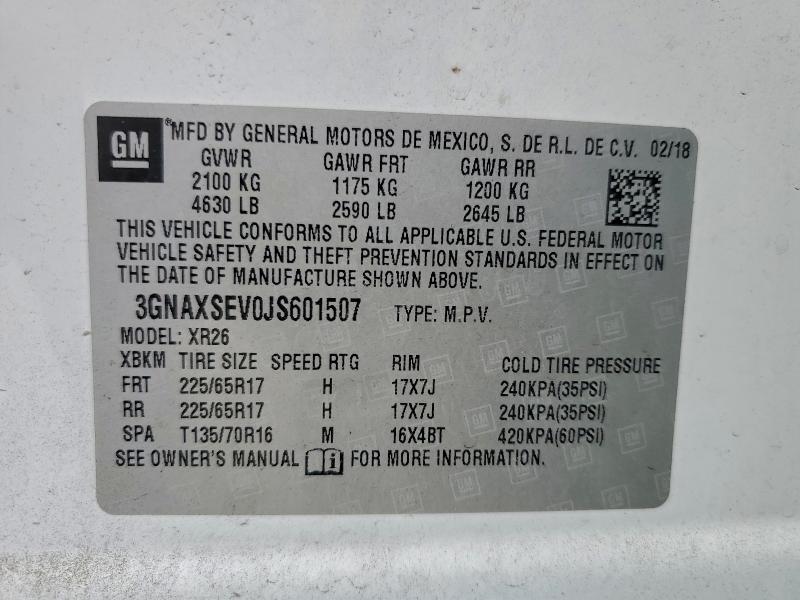 GM ®MFD BY GENERAL MOTORS DE MEXICO, S. DE R.L. DE C.V. 02/18
GVWR GAWR FRT GAWR RR
2100 KG 1175 KG 1200 KG
4630 LB 2590 LB 2645 LB
THIS VEHICLE CONFORMS TO ALL APPLICABLE U.S. FEDERAL MOTOR
VEHICLE SAFETY AND THEFT PREVENTION STANDARDS IN EFFECT ON
THE DATE OF MANUFACTURE SHOWN ABOVE.
3GNAXSEV0JS601507 TYPE: M.P.V.
MODEL: XR26
XBKM TIRE SIZE SPEED RTG RIM COLD TIRE PRESSURE
FRT 225/65R17 H 17X7J 240KPA(35PSI)
RR 225/65R17 H 17X7J 240KPA(35PSI)
SPA T135/70R16 M 16X4BT 420KPA(60PSI)
SEE OWNER'S MANUAL i FOR MORE INFORMATION.